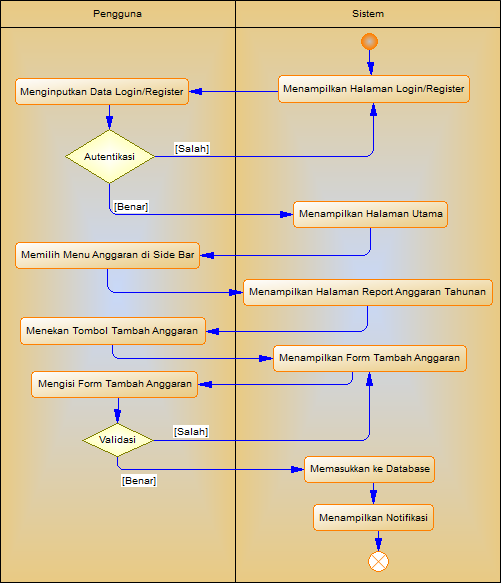 Pengguna
Sistem
Menampilkan Halaman Login/Register
Menginputkan Data Login/Register
Autentikasi
[Salah]
[Benar]
Menampilkan Halaman Utama
Memilih Menu Anggaran di Side Bar
Menampilkan Halaman Report Anggaran Tahunan
Menekan Tombol Tambah Anggaran
Menampilkan Form Tambah Anggaran
Mengisi Form Tambah Anggaran
Validasi
[Salah]
[Benar]
Memasukkan ke Database
Menampilkan Notifikasi